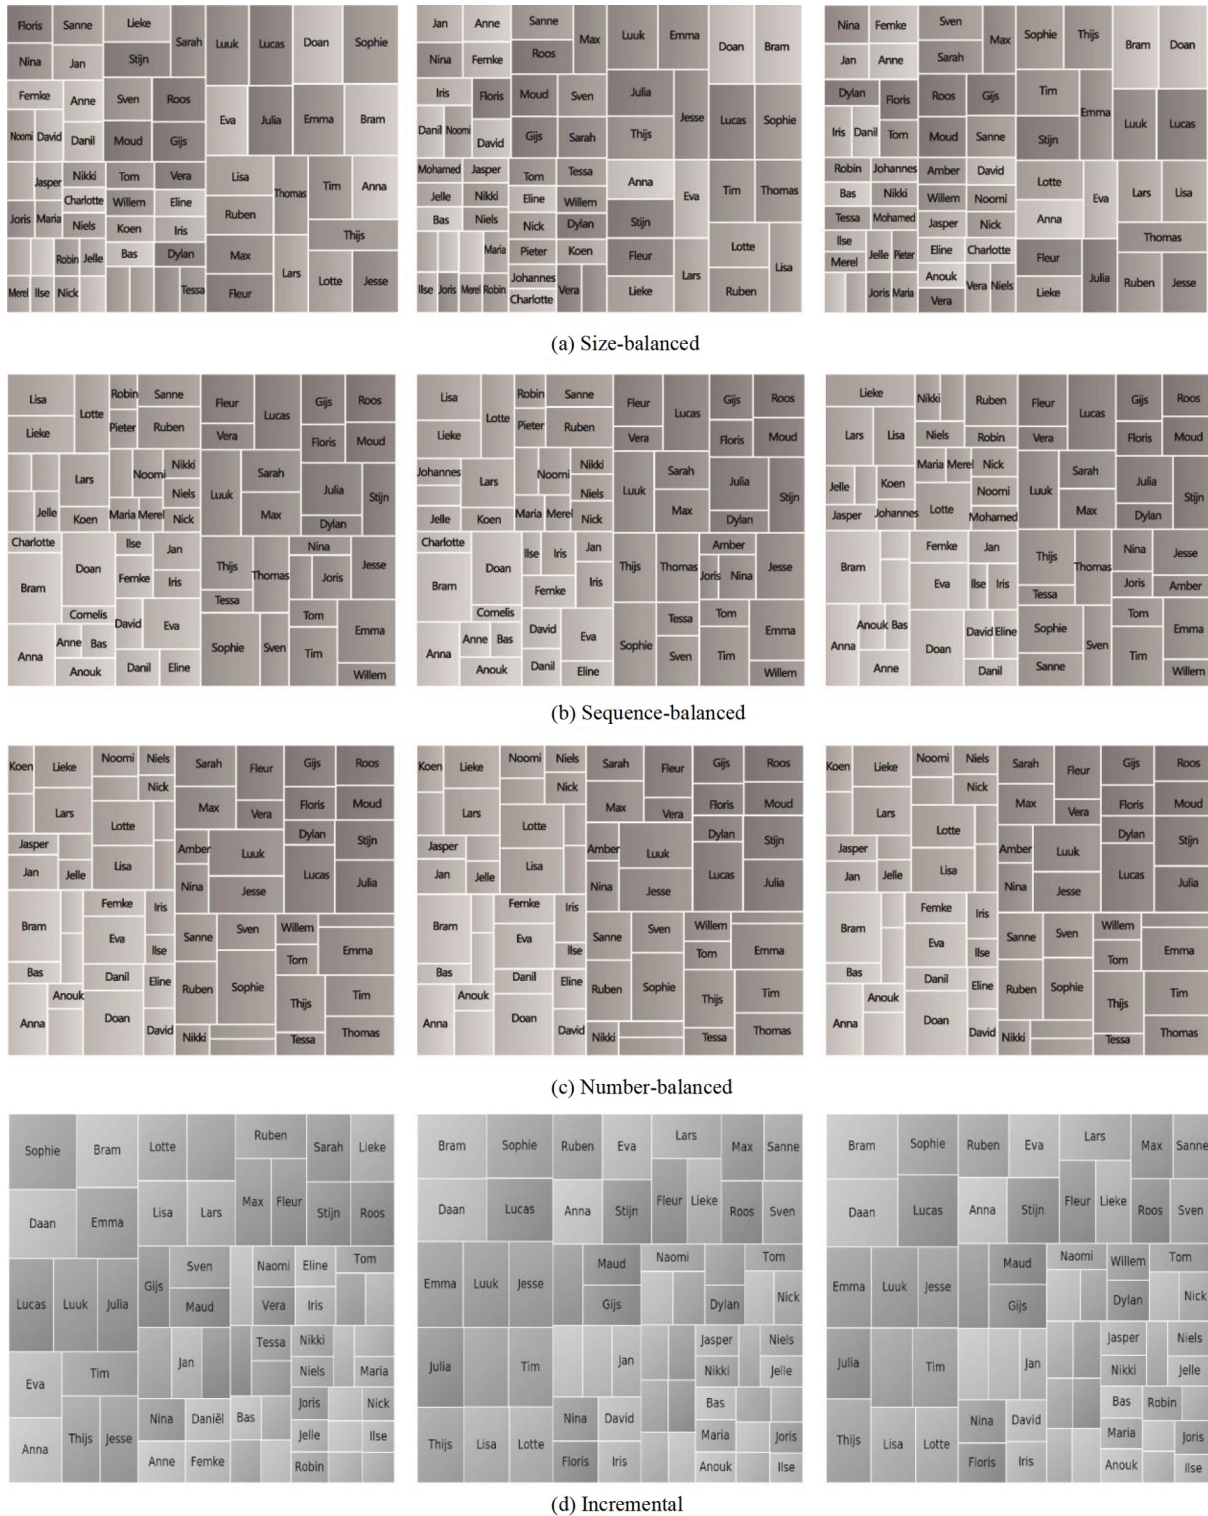 Floris Sanne Lieke Sarah Luuk Lucas Doan Sophie
Nina Jan Stijn
Femke Anne Sven Roos Eva Julia Emma Bram
Noomi David Danil Moud Gijs
Jasper Nikki Tom Vera Lisa Thomas Tim Anna
Charlotte Willem Eline
Joris Maria Niels Koen Iris Ruben Thijs
Robin Jelle Bas Dylan Max Lars Lotte Jesse
Merel Ilse Nick Tessa Fleur
Jan Anne Sanne Max Luuk Emma Doan Bram
Nina Femke Roos
Iris Floris Moud Sven Julia Jesse Lucas Sophie
Danil Noomi David Gijs Sarah Thijs
Mohamed Jasper Tom Tessa Anna Eva Tim Thomas
Jelle Nikki Eline Willem
Bas Niels Nick Dylan Stijn
Maria Pieter Koen Fleur Lars Lotte Lisa
Ilse Joris Merel Robin Johannes Vera Lieke Ruben
Charlotte
Nina Femke Sven Max Sophie Thijs Bram Doan
Jan Anne Sarah
Dylan Floris Roos Gijs Tim Emma Luuk Lucas
Iris Danil Tom Moud Sanne Stijn
Robin Johannes Amber David Lotte Eva Lars Lisa
Bas Nikki Willem Noomi
Tessa Mohamed Jasper Nick Anna Thomas
Ilse Jelle Pieter Eline Charlotte Fleur Julia Ruben Jesse
Merel Anouk Vera Niels
Joris Maria Vera Lieke
(a) Size-balanced
Lisa Lotte Robin Sanne Fleur Lucas Gijs Roos
Lieke Pieter Ruben Vera Floris Moud
Lars Noomi Nikki Luuk Sarah Julia Stijn
Jelle Koen Maria Merel Niels Max Dylan
Nick
Charlotte Doan Ilse Jan Thijs Thomas Nina Jesse
Bram Femke Iris Tessa Joris
Cornelis David Eva Sophie Sven Tom Emma
Anna Anne Bas Danil Eline Tim Willem
Anouk
Lisa Lotte Robin Sanne Fleur Lucas Gijs Roos
Lieke Pieter Ruben Vera Floris Moud
Johannes Lars Noomi Nikki Luuk Sarah Julia Stijn
Jelle Koen Maria Merel Niels Max Dylan
Nick
Charlotte Doan Ilse Iris Jan Thijs Thomas Amber Jesse
Bram Femke Iris Joris Nina
Cornelis David Eva Sophie Tessa Tom Emma
Anna Anne Bas Danil Eline Sven Tim Willem
Anouk
Lieke Nikki Ruben Fleur Lucas Gijs Roos
Lars Lisa Niels Robin Vera Floris Moud
Jelle Koen Maria Merel Nick Luuk Sarah Julia Stijn
Jasper Johannes Lotte Noomi Max Dylan
Mohamed
Bram Femke Jan Thijs Thomas Nina Jesse
Eva Ilse Iris Tessa Joris Amber
Anouk Bas Doan David Eline Sophie Sven Tom Emma
Anna Anne Danil Sanne Tim Willem
(b) Sequence-balanced
Koen Lieke Noomi Niels Sarah Fleur Gijs Roos
Lars Lotte Nick Max Vera Floris Moud
Jasper Lisa Amber Luuk Dylan Stijn
Jan Jelle Nina Jesse Lucas Julia
Bram Femke Iris Sanne Sven Willem Emma
Eva Ilse Tom
Bas Danil Eline Ruben Sophie Thijs Tim
Anna Anouk Doan David Nikki Tessa Thomas
Koen Lieke Noomi Niels Sarah Fleur Gijs Roos
Lars Lotte Nick Max Vera Floris Moud
Jasper Lisa Amber Luuk Dylan Stijn
Jan Jelle Nina Jesse Lucas Julia
Bram Femke Iris Sanne Sven Willem Emma
Eva Ilse Tom
Bas Danil Eline Ruben Sophie Thijs Tim
Anna Anouk Doan David Nikki Tessa Thomas
Koen Lieke Noomi Niels Sarah Fleur Gijs Roos
Lars Lotte Nick Max Vera Floris Moud
Jasper Lisa Amber Luuk Dylan Stijn
Jan Jelle Nina Jesse Lucas Julia
Bram Femke Iris Sanne Sven Willem Emma
Eva Ilse Tom
Bas Danil Eline Ruben Sophie Thijs Tim
Anna Anouk Doan David Nikki Tessa Thomas
(c) Number-balanced
Sophie Bram Lotte Ruben Sarah Lieke
Daan Emma Lisa Lars Max Fleur Stijn Roos
Lucas Luuk Julia Gijs Sven Naomi Eline Tom
Maud Vera Iris
Eva Tim Jan Tessa Nikki
Niels Maria
Anna Thijs Jesse Nina Daniël Bas Joris Nick
Jelle Ilse
Anne Femke Robin
Bram Sophie Ruben Eva Lars Max Sanne
Daan Lucas Anna Stijn Fleur Lieke Roos Sven
Emma Luuk Jesse Maud Naomi Tom
Gijs Dylan Nick
Julia Tim Jan Jasper Niels
Nikki Jelle
Thijs Lisa Lotte Nina David Bas
Maria Joris
Floris Iris Anouk Ilse
Bram Sophie Ruben Eva Lars Max Sanne
Daan Lucas Anna Stijn Fleur Lieke Roos Sven
Emma Luuk Jesse Maud Naomi Willem Tom
Gijs Dylan Nick
Julia Tim Jan Jasper Niels
Nikki Jelle
Thijs Lisa Lotte Nina David Bas Robin
Maria Joris
Floris Iris Anouk Ilse
(d) Incremental